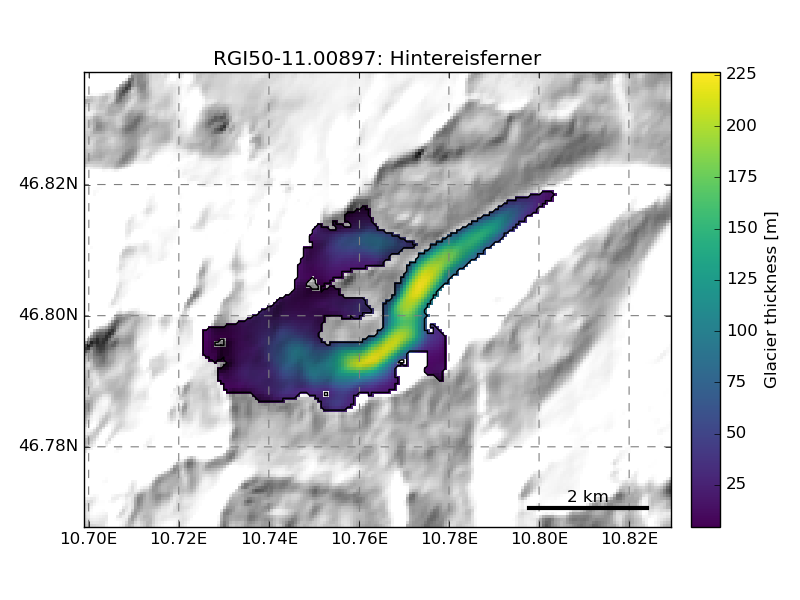 RGI50-11.00897: Hintereisferner
46.82N
46.80N
46.78N
10.70E 10.72E 10.74E 10.76E 10.78E 10.80E 10.82E
2 km
225
200
175
150
125
100
75
50
25
Glacier thickness [m]